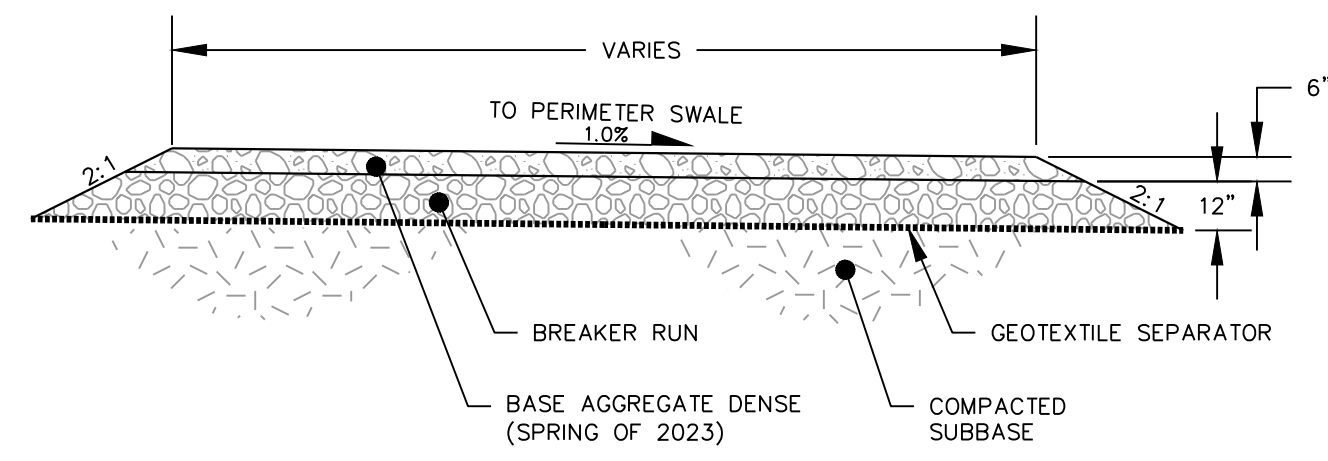 VARIES
6"
TO PERIMETER SWALE
1.0%
2:1
2:1
12"
BREAKER RUN
GEOTEXTILE SEPARATOR
BASE AGGREGATE DENSE
(SPRING OF 2023)
COMPACTED
SUBBASE